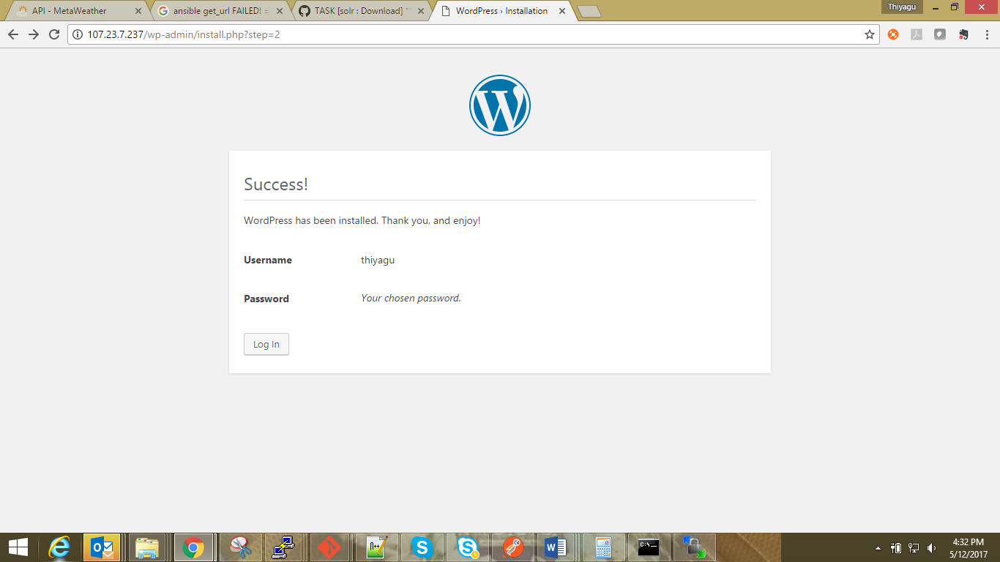 API - MetaWeather
ansible get_url FAILED! =
TASK [solr : Download] *
WordPress › Installation
Thiyagu
107.23.7.237/wp-admin/install.php?step=2
Success!
WordPress has been installed. Thank you, and enjoy!
Username thiyagu
Password Your chosen password.
Log In
4:32 PM
5/12/2017